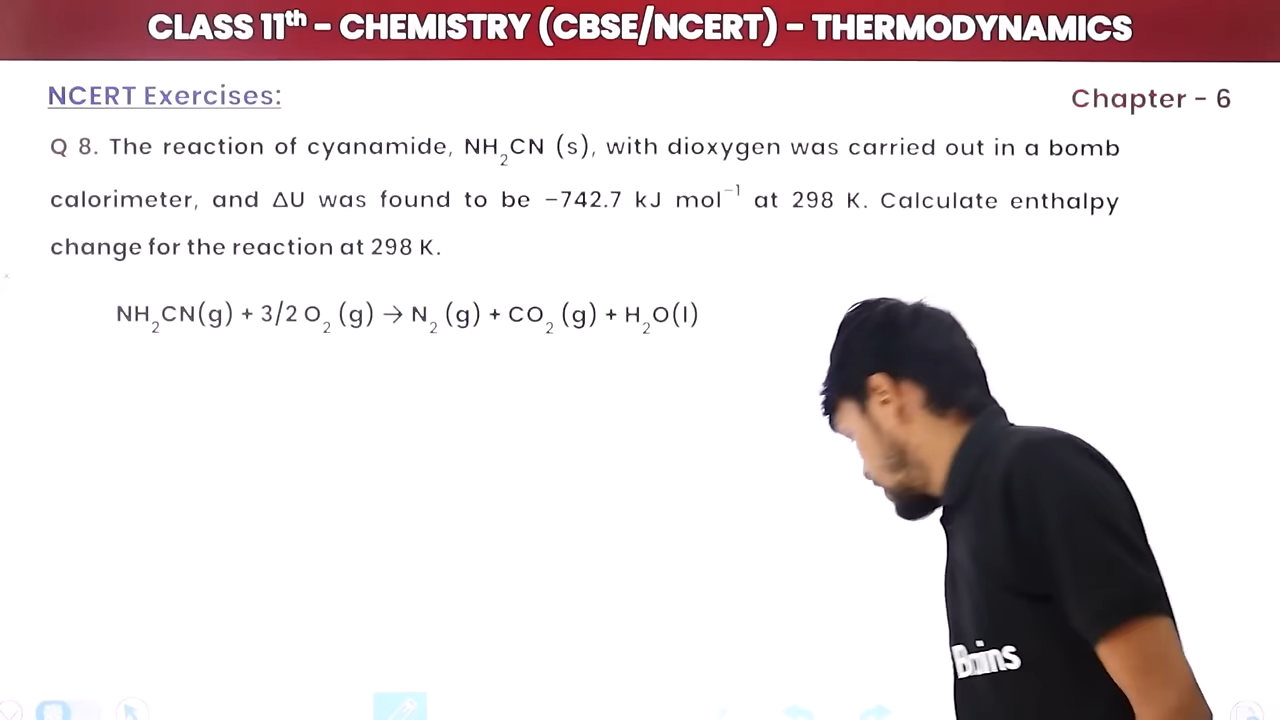 CLASS 11ᵗʰ - CHEMISTRY (CBSE/NCERT) - THERMODYNAMICS
NCERT Exercises:
Chapter - 6
Q 8. The reaction of cyanamide, NH₂CN (s), with dioxygen was carried out in a bomb
calorimeter, and ΔU was found to be −742.7 kJ mol⁻¹ at 298 K. Calculate enthalpy
change for the reaction at 298 K.
NH₂CN(g) + 3/2 O₂ (g) → N₂ (g) + CO₂ (g) + H₂O(l)